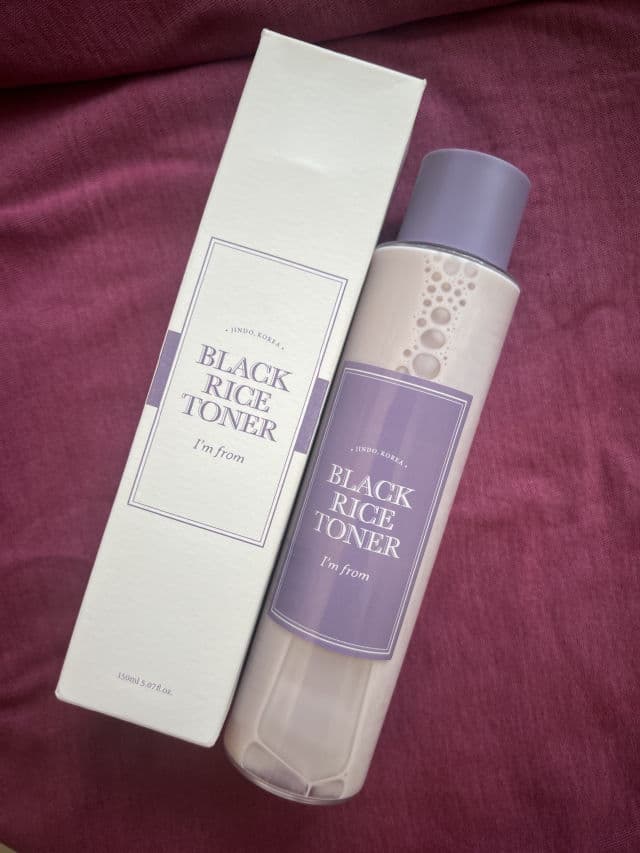 · JINDO, KOREA ·
BLACK
RICE
TONER
I'm from
150ml 5.07fl.oz.
· JINDO, KOREA ·
BLACK
RICE
TONER
I'm from